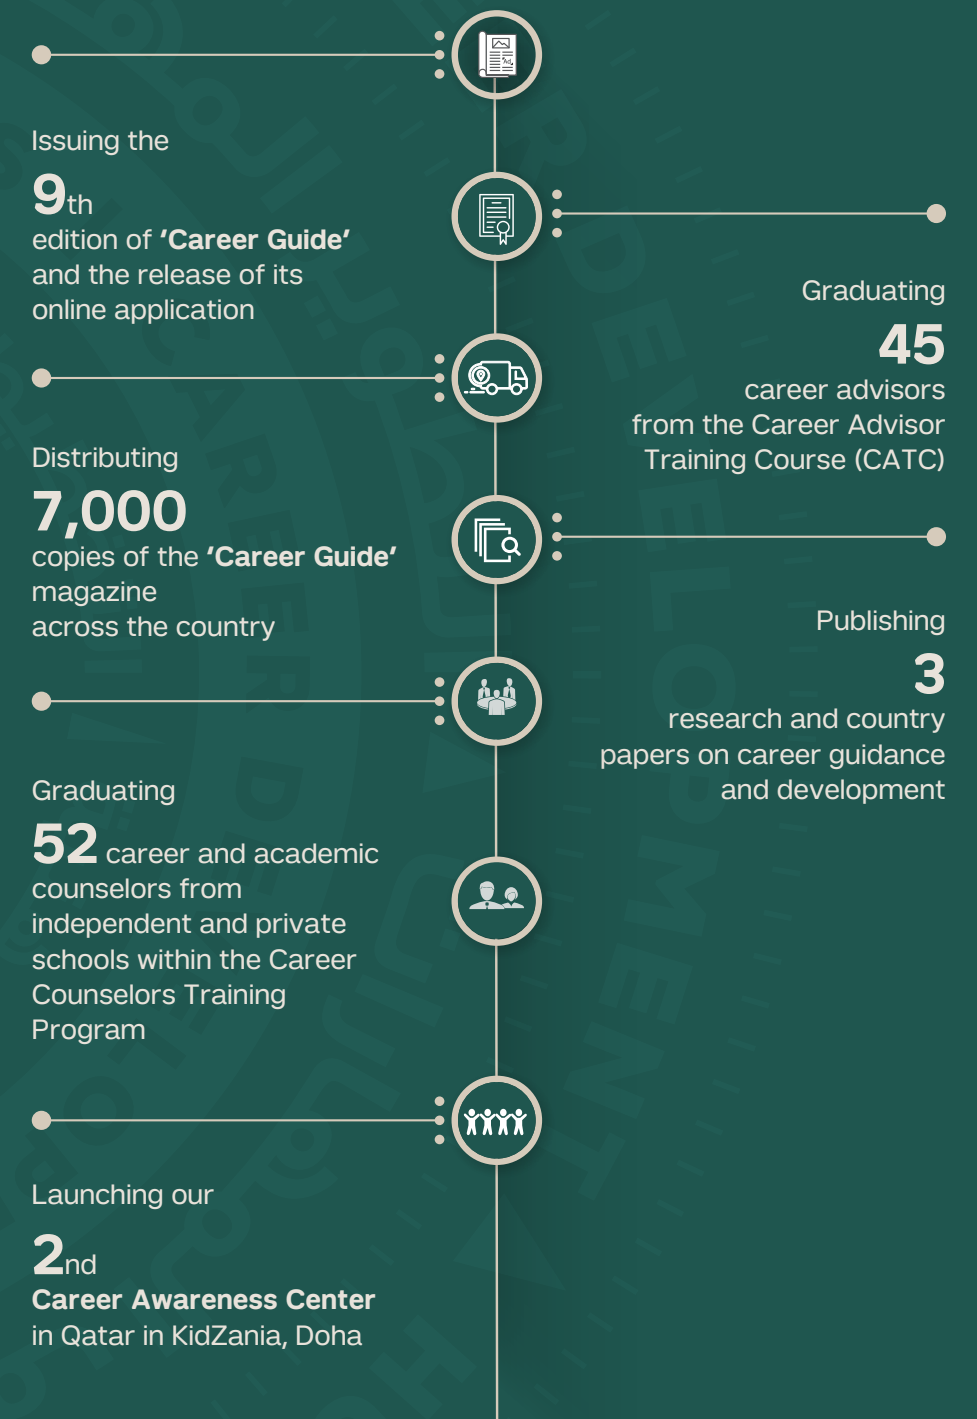 Issuing the
9th
edition of ‘Career Guide’
and the release of its
online application
Graduating
45
career advisors
from the Career Advisor
Training Course (CATC)
Distributing
7,000
copies of the ‘Career Guide’
magazine
across the country
Publishing
3
research and country
papers on career guidance
and development
Graduating
52 career and academic
counselors from
independent and private
schools within the Career
Counselors Training
Program
Launching our
2nd
Career Awareness Center
in Qatar in KidZania, Doha